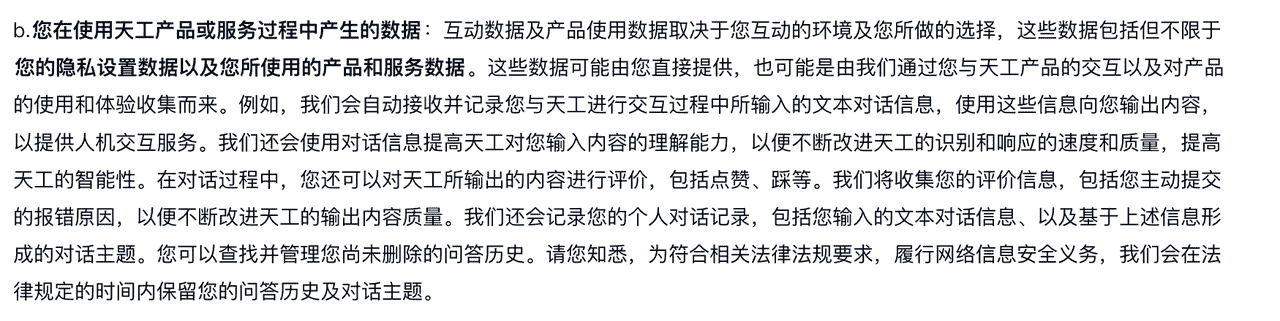 b.您在使用天工产品或服务过程中产生的数据：互动数据及产品使用数据取决于您互动的环境及您所做的选择，这些数据包括但不限于
您的隐私设置数据以及您所使用的产品和服务数据。这些数据可能由您直接提供，也可能是由我们通过您与天工产品的交互以及对产品
的使用和体验收集而来。例如，我们会自动接收并记录您与天工进行交互过程中所输入的文本对话信息，使用这些信息向您输出内容，
以提供人机交互服务。我们还会使用对话信息提高天工对您输入内容的理解能力，以便不断改进天工的识别和响应的速度和质量，提高
天工的智能性。在对话过程中，您还可以对天工所输出的内容进行评价，包括点赞、踩等。我们将收集您的评价信息，包括您主动提交
的报错原因，以便不断改进天工的输出内容质量。我们还会记录您的个人对话记录，包括您输入的文本对话信息、以及基于上述信息形
成的对话主题。您可以查找并管理您尚未删除的问答历史。请您知悉，为符合相关法律法规要求，履行网络信息安全义务，我们会在法
律规定的时间内保留您的问答历史及对话主题。